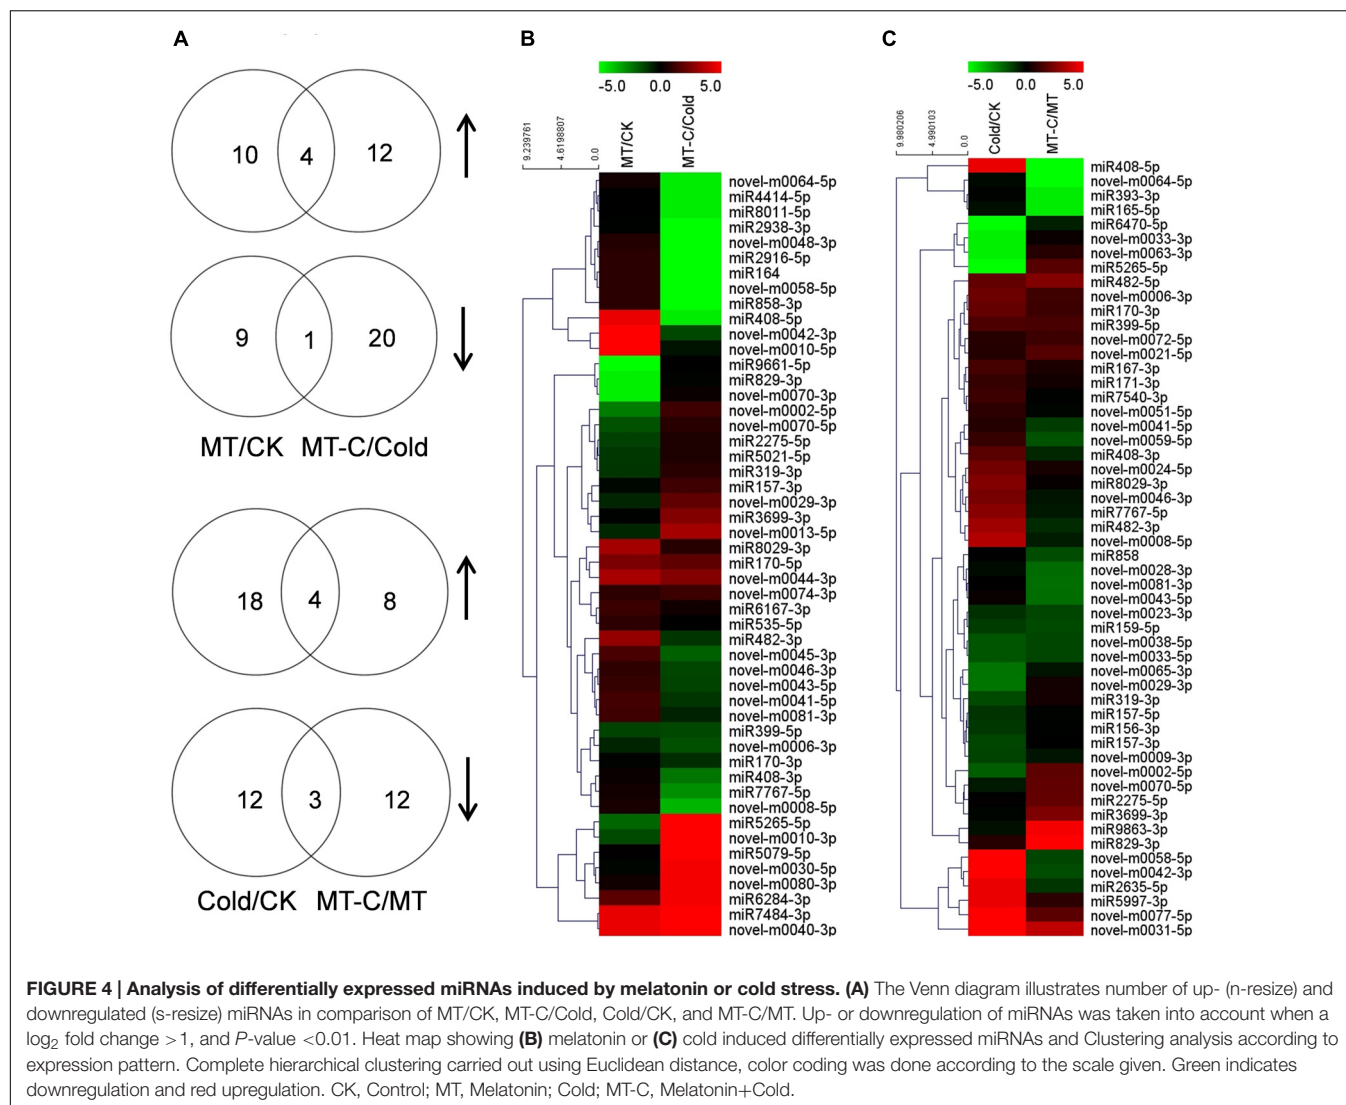 A
10 4 12
9 1 20
MT/CK MT-C/Cold
18 4 8
12 3 12
Cold/CK MT-C/MT
B
-5.0 0.0 5.0
9.239761
4.6198807
0.0
MT/CK
MT-C/Cold
novel-m0064-5p
miR4414-5p
miR8011-5p
miR2938-3p
novel-m0048-3p
miR2916-5p
miR164
novel-m0058-5p
miR858-3p
miR408-5p
novel-m0042-3p
novel-m0010-5p
miR9661-5p
miR829-3p
novel-m0070-3p
novel-m0002-5p
novel-m0070-5p
miR2275-5p
miR5021-5p
miR319-3p
miR157-3p
novel-m0029-3p
miR3699-3p
novel-m0013-5p
miR8029-3p
miR170-5p
novel-m0044-3p
novel-m0074-3p
miR6167-3p
miR535-5p
miR482-3p
novel-m0045-3p
novel-m0046-3p
novel-m0043-5p
novel-m0041-5p
novel-m0081-3p
miR399-5p
novel-m0006-3p
miR170-3p
miR408-3p
miR7767-5p
novel-m0008-5p
miR5265-5p
novel-m0010-3p
miR5079-5p
novel-m0030-5p
novel-m0080-3p
miR6284-3p
miR7484-3p
novel-m0040-3p
C
-5.0 0.0 5.0
9.980206
4.990103
0.0
Cold/CK
MT-C/MT
miR408-5p
novel-m0064-5p
miR393-3p
miR165-5p
miR6470-5p
novel-m0033-3p
novel-m0063-3p
miR5265-5p
miR482-5p
novel-m0006-3p
miR170-3p
miR399-5p
novel-m0072-5p
novel-m0021-5p
miR167-3p
miR171-3p
miR7540-3p
novel-m0051-5p
novel-m0041-5p
novel-m0059-5p
miR408-3p
novel-m0024-5p
miR8029-3p
novel-m0046-3p
miR7767-5p
miR482-3p
novel-m0008-5p
miR858
novel-m0028-3p
novel-m0081-3p
novel-m0043-5p
novel-m0023-3p
miR159-5p
novel-m0038-5p
novel-m0033-5p
novel-m0065-3p
novel-m0029-3p
miR319-3p
miR157-5p
miR156-3p
miR157-3p
novel-m0009-3p
novel-m0002-5p
novel-m0070-5p
miR2275-5p
miR3699-3p
miR9863-3p
miR829-3p
novel-m0058-5p
novel-m0042-3p
miR2635-5p
miR5997-3p
novel-m0077-5p
novel-m0031-5p
FIGURE 4 | Analysis of differentially expressed miRNAs induced by melatonin or cold stress. (A) The Venn diagram illustrates number of up- (n-resize) and
downregulated (s-resize) miRNAs in comparison of MT/CK, MT-C/Cold, Cold/CK, and MT-C/MT. Up- or downregulation of miRNAs was taken into account when a
log2 fold change >1, and P-value <0.01. Heat map showing (B) melatonin or (C) cold induced differentially expressed miRNAs and Clustering analysis according to
expression pattern. Complete hierarchical clustering carried out using Euclidean distance, color coding was done according to the scale given. Green indicates
downregulation and red upregulation. CK, Control; MT, Melatonin; Cold; MT-C, Melatonin+Cold.